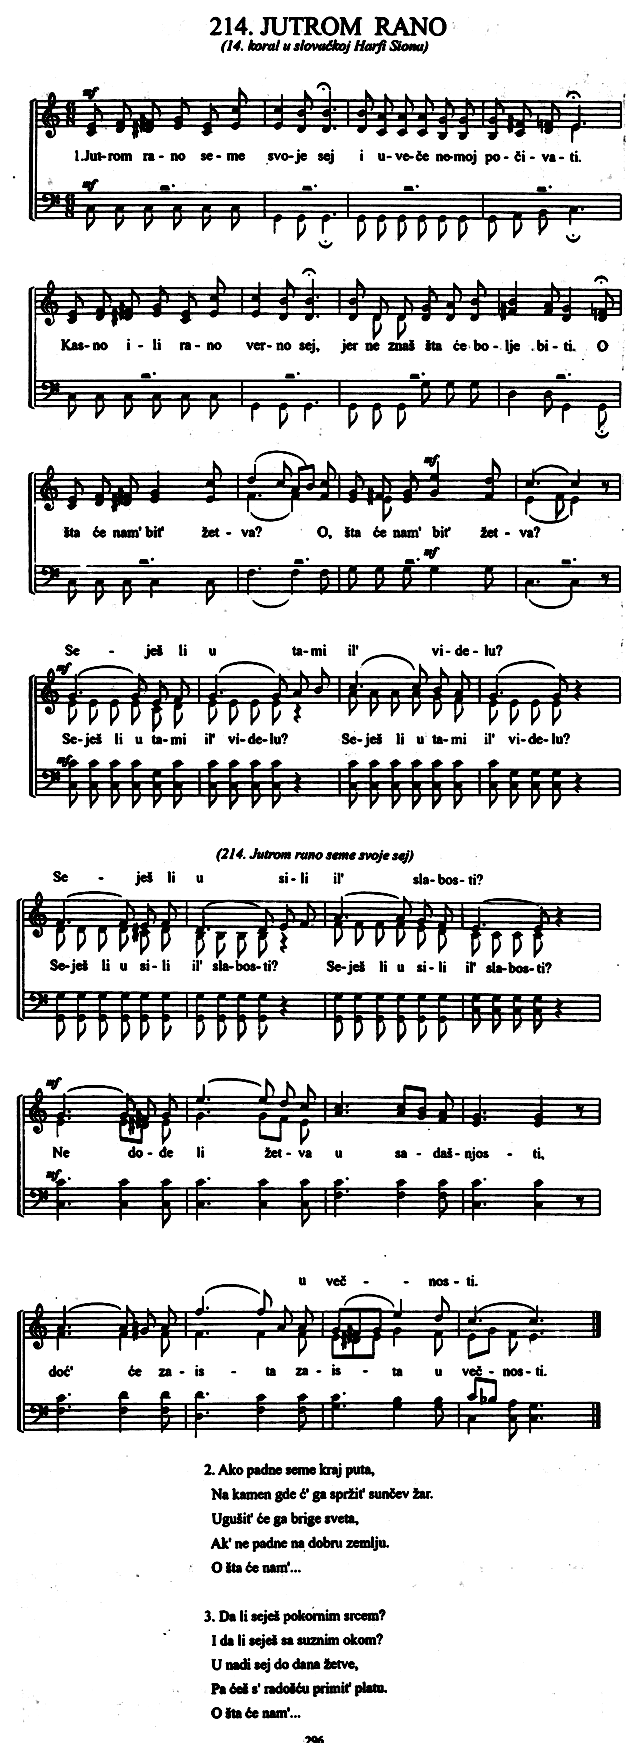 214. JUTROM RANO
(14. koral u slovačkoj Harfi Siona)
mf
1.Jut-rom ra - no se - me svo-je sej i u-ve-če ne-moj po-či-va-ti.
mf
Kas-no i - li ra - no ver-no sej, jer ne znaš šta će bo-lje bi-ti. O
mf
šta će nam' bit' žet - va? O, šta će nam' bit' žet - va?
mf
Se - ješ li u ta-mi il' vi-de-lu?
mf
Se-ješ li u ta-mi il' vi-de-lu? Se-ješ li u ta-mi il' vi-de-lu?
mf
(214. Jutrom rano seme svoje sej)
Se - ješ li u si-li il' sla-bos-ti?
Se-ješ li u si-li il' sla-bos-ti? Se-ješ li u si-li il' sla-bos-ti?
mf
Ne do-đe li žet-va u sa-daš-njos-ti,
mf
u več - - nos-ti.
doć' će za-is - ta za-is - ta u več-nos-ti.
2. Ako padne seme kraj puta,
Na kamen gde ć' ga spržit' sunčev žar.
Ugušit' će ga brige sveta,
Ak' ne padne na dobru zemlju.
O šta će nam'...
3. Da li seješ pokornim srcem?
I da li seješ sa suznim okom?
U nadi sej do dana žetve,
Pa ćeš s' radošću primit' platu.
O šta će nam'...
296